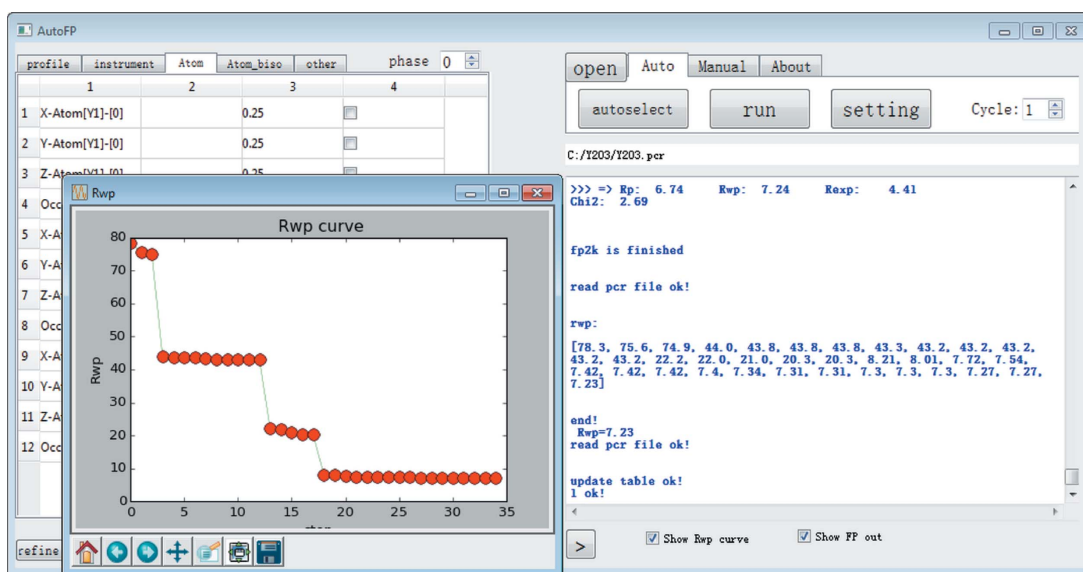 AutoFP
profile instrument Atom Atom_biso other phase 0
1 2 3 4
1 X-Atom[Y1]-[0] 0.25
2 Y-Atom[Y1]-[0] 0.25
3 Z-Atom[Y1]-[0] 0.25
4 Occ
5 X-A
6 Y-A
7 Z-A
8 Occ
9 X-A
10 Y-A
11 Z-A
12 Occ
refine
Rwp
Rwp curve
80
70
60
50
40
30
20
10
0
Rwp
0 5 10 15 20 25 30 35
open Auto Manual About
autoselect run setting Cycle: 1
C:/Y2O3/Y2O3.pcr
>>> => Rp: 6.74 Rwp: 7.24 Rexp: 4.41
Chi2: 2.69
fp2k is finished
read pcr file ok!
rwp:
[78.3, 75.6, 74.9, 44.0, 43.8, 43.8, 43.8, 43.3, 43.2, 43.2, 43.2,
43.2, 43.2, 22.2, 22.0, 21.0, 20.3, 20.3, 8.21, 8.01, 7.72, 7.54,
7.42, 7.42, 7.42, 7.4, 7.34, 7.31, 7.31, 7.3, 7.3, 7.3, 7.27, 7.27,
7.23]
end!
Rwp=7.23
read pcr file ok!
update table ok!
1 ok!
> Show Rwp curve Show FP out